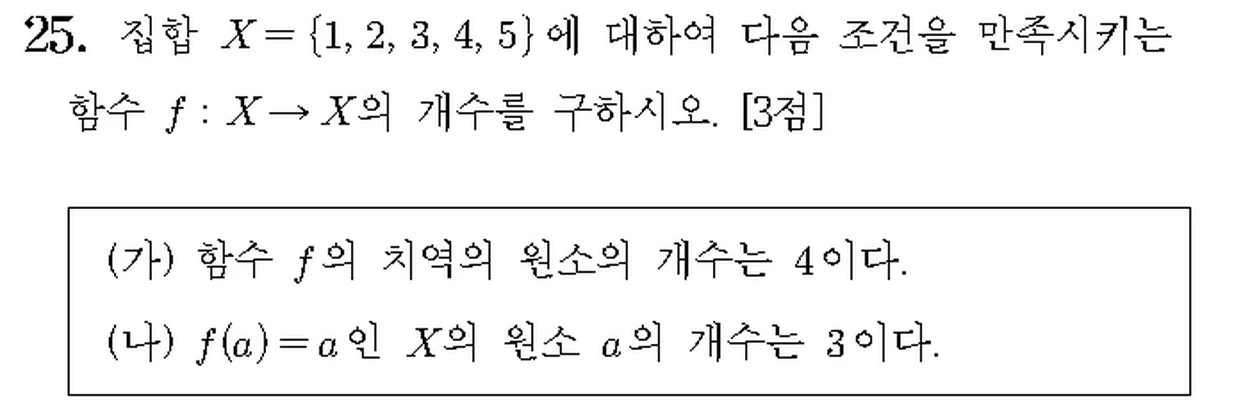 25. 집합 X = {1, 2, 3, 4, 5}에 대하여 다음 조건을 만족시키는
함수 f : X → X의 개수를 구하시오. [3점]
(가) 함수 f의 치역의 원소의 개수는 4이다.
(나) f(a) = a인 X의 원소 a의 개수는 3이다.